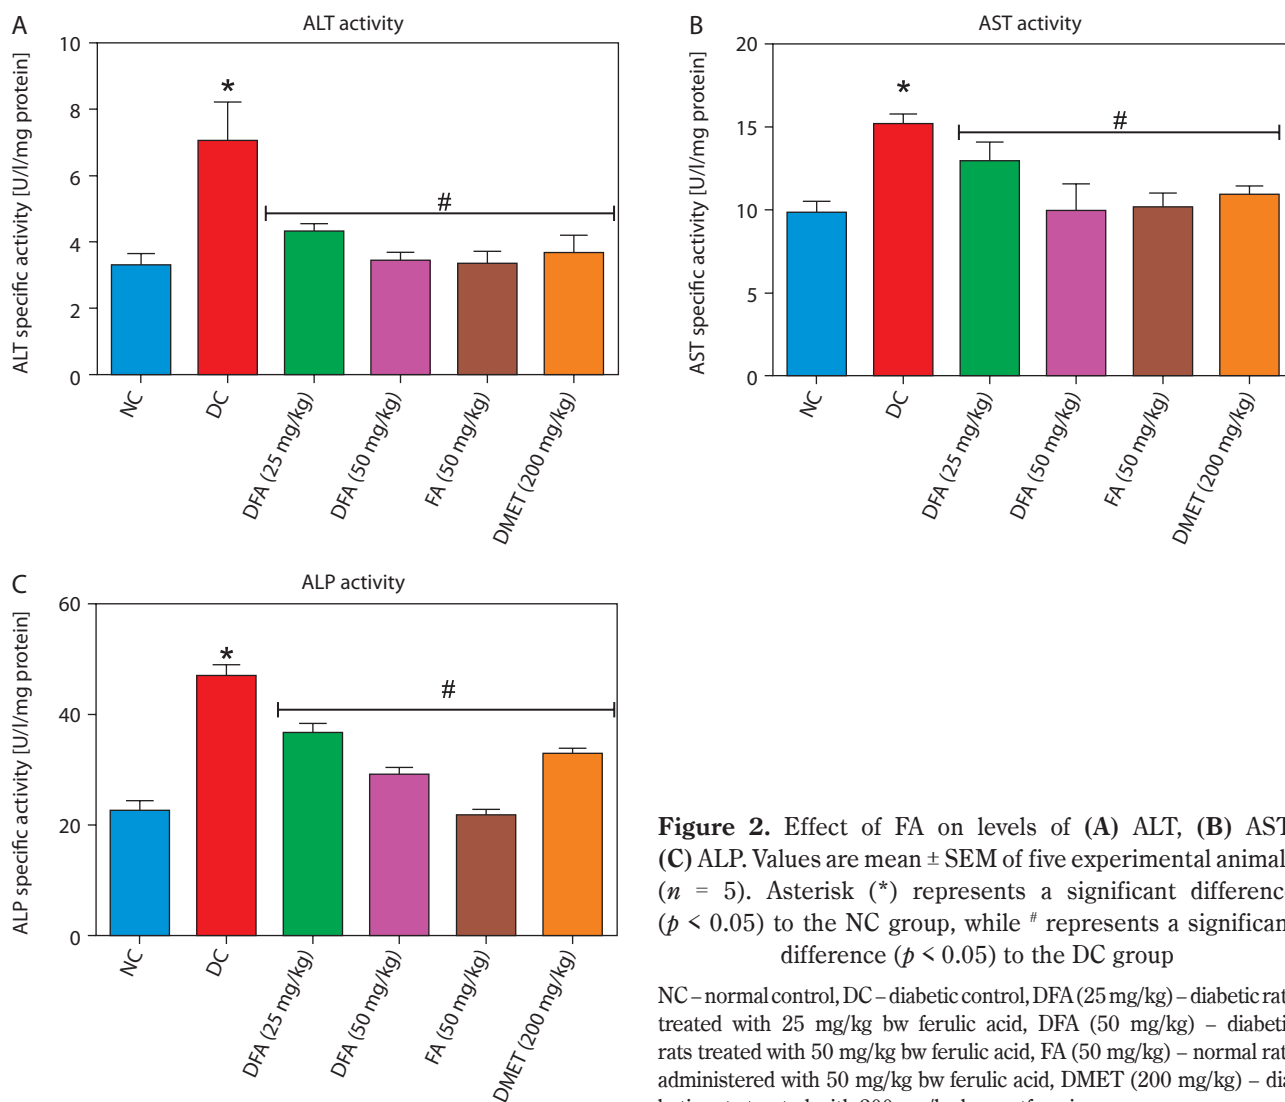 A
ALT activity
ALT specific activity [U/l/mg protein]
10
8
6
4
2
0
*
#
NC
DC
DFA (25 mg/kg)
DFA (50 mg/kg)
FA (50 mg/kg)
DMET (200 mg/kg)
B
AST activity
AST specific activity [U/l/mg protein]
20
15
10
5
0
*
#
NC
DC
DFA (25 mg/kg)
DFA (50 mg/kg)
FA (50 mg/kg)
DMET (200 mg/kg)
C
ALP activity
ALP specific activity [U/l/mg protein]
60
40
20
0
*
#
NC
DC
DFA (25 mg/kg)
DFA (50 mg/kg)
FA (50 mg/kg)
DMET (200 mg/kg)
Figure 2. Effect of FA on levels of (A) ALT, (B) AST
(C) ALP. Values are mean ± SEM of five experimental animal
(n = 5). Asterisk (*) represents a significant difference
(p < 0.05) to the NC group, while # represents a significan
difference (p < 0.05) to the DC group
NC – normal control, DC – diabetic control, DFA (25 mg/kg) – diabetic rat
treated with 25 mg/kg bw ferulic acid, DFA (50 mg/kg) – diabeti
rats treated with 50 mg/kg bw ferulic acid, FA (50 mg/kg) – normal rat
administered with 50 mg/kg bw ferulic acid, DMET (200 mg/kg) – dia